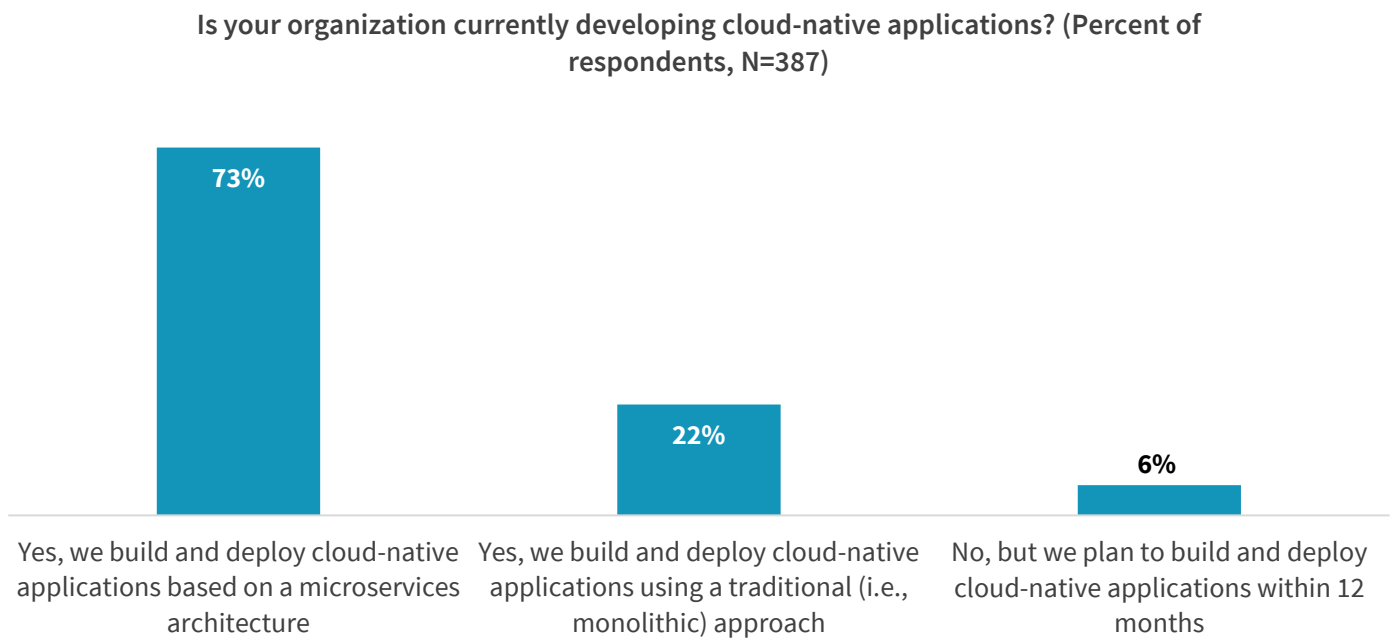 Is your organization currently developing cloud-native applications? (Percent of
respondents, N=387)
73%
22%
6%
Yes, we build and deploy cloud-native
applications based on a microservices
architecture
Yes, we build and deploy cloud-native
applications using a traditional (i.e.,
monolithic) approach
No, but we plan to build and deploy
cloud-native applications within 12
months